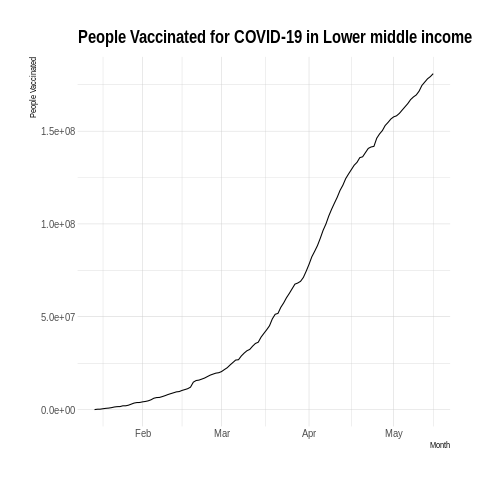 People Vaccinated for COVID-19 in Lower middle income
People Vaccinated
1.5e+08
1.0e+08
5.0e+07
0.0e+00
Feb Mar Apr May
Month